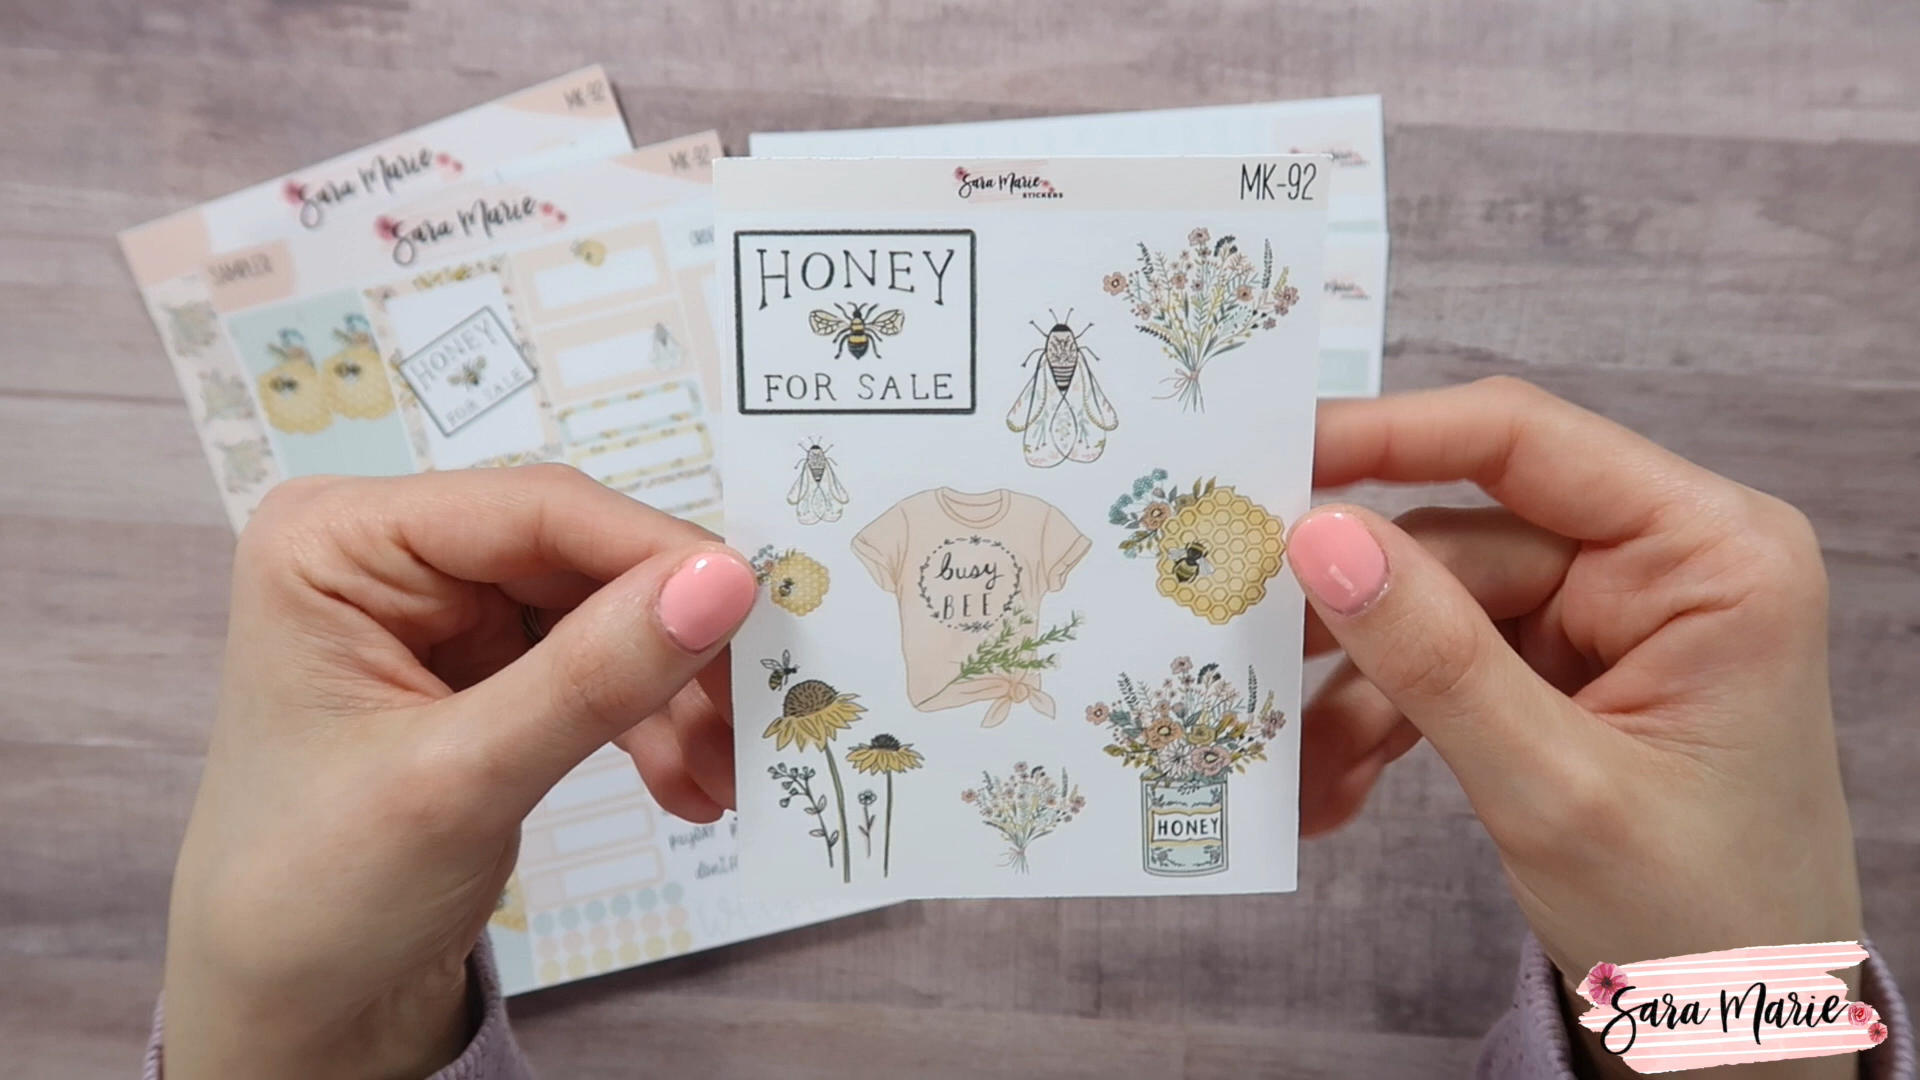 MK-92
Sara Marie
MK-92
Sara Marie
SAMPLER
HONEY
FOR SALE
Sara Marie
STICKERS
MK-92
HONEY
FOR SALE
busy
BEE
HONEY
payday
Sara Marie